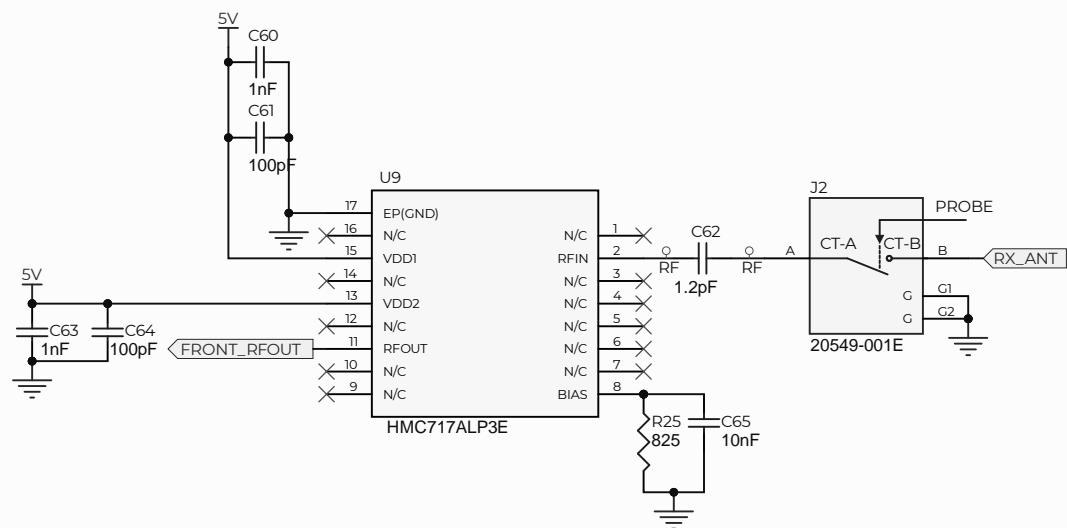 5V
C60
1nF
C61
100pF
U9
17 EP(GND)
16 N/C
15 VDD1
14 N/C
13 VDD2
12 N/C
11 RFOUT
10 N/C
9 N/C
N/C 1
RFIN 2
N/C 3
N/C 4
N/C 5
N/C 6
N/C 7
BIAS 8
HMC717ALP3E
5V
C63
1nF
C64
100pF
FRONT_RFOUT
RF
C62
1.2pF
RF
J2
PROBE
A
CT-A
CT-B
B
RX_ANT
G G1
G G2
20549-001E
R25
825
C65
10nF